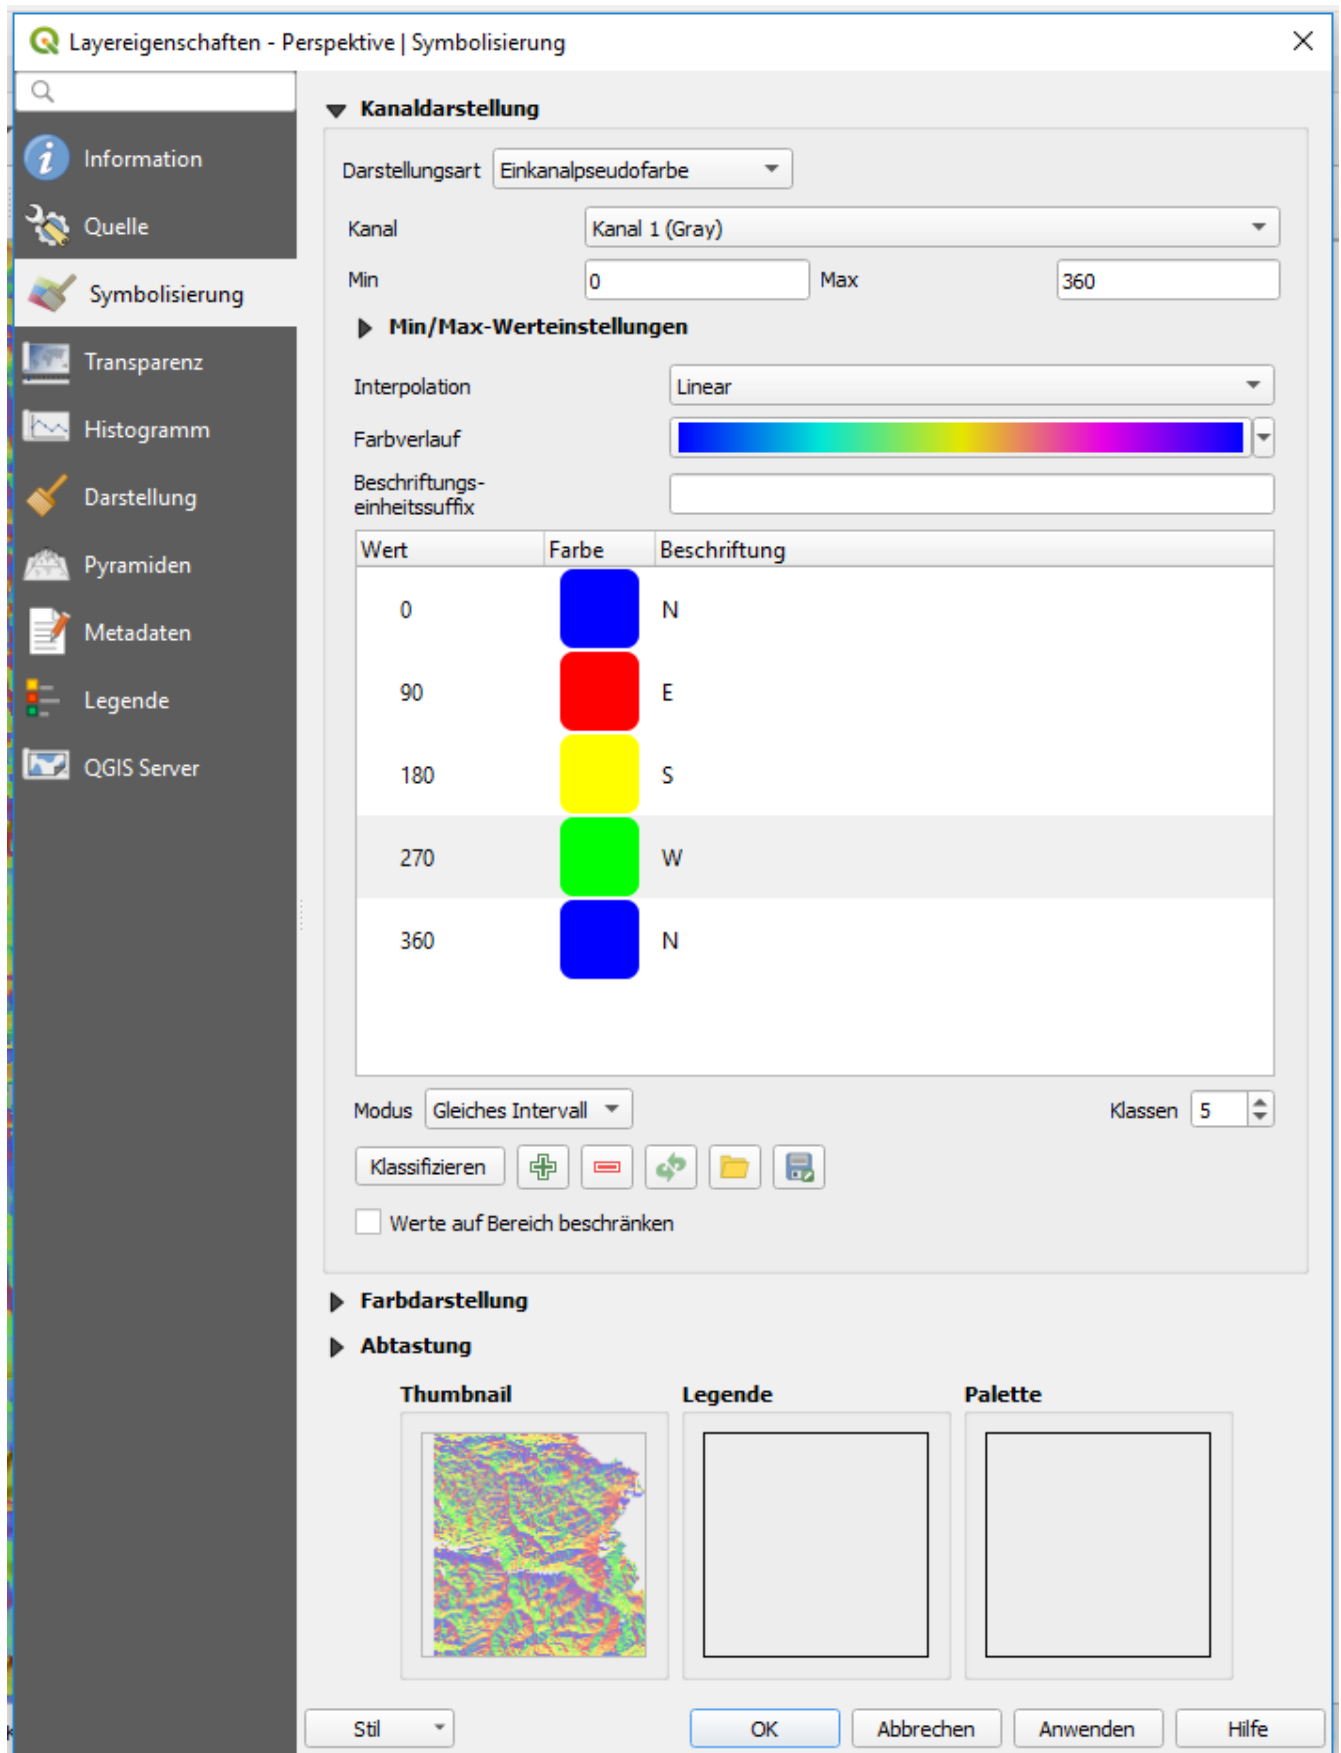 Layereigenschaften - Perspektive | Symbolisierung
Kanaldarstellung
Information
Darstellungsart Einkanalpseudofarbe
Quelle
Kanal Kanal 1 (Gray)
Min 0 Max 360
Symbolisierung
Min/Max-Werteinstellungen
Transparenz
Interpolation Linear
Histogramm
Farbverlauf
Beschriftungs-
einheitssuffix
Darstellung
Wert Farbe Beschriftung
Pyramiden
0 N
Metadaten
90 E
Legende
180 S
QGIS Server
270 W
360 N
Modus Gleiches Intervall Klassen 5
Klassifizieren
Werte auf Bereich beschränken
Farbdarstellung
Abtastung
Thumbnail Legende Palette
Stil OK Abbrechen Anwenden Hilfe